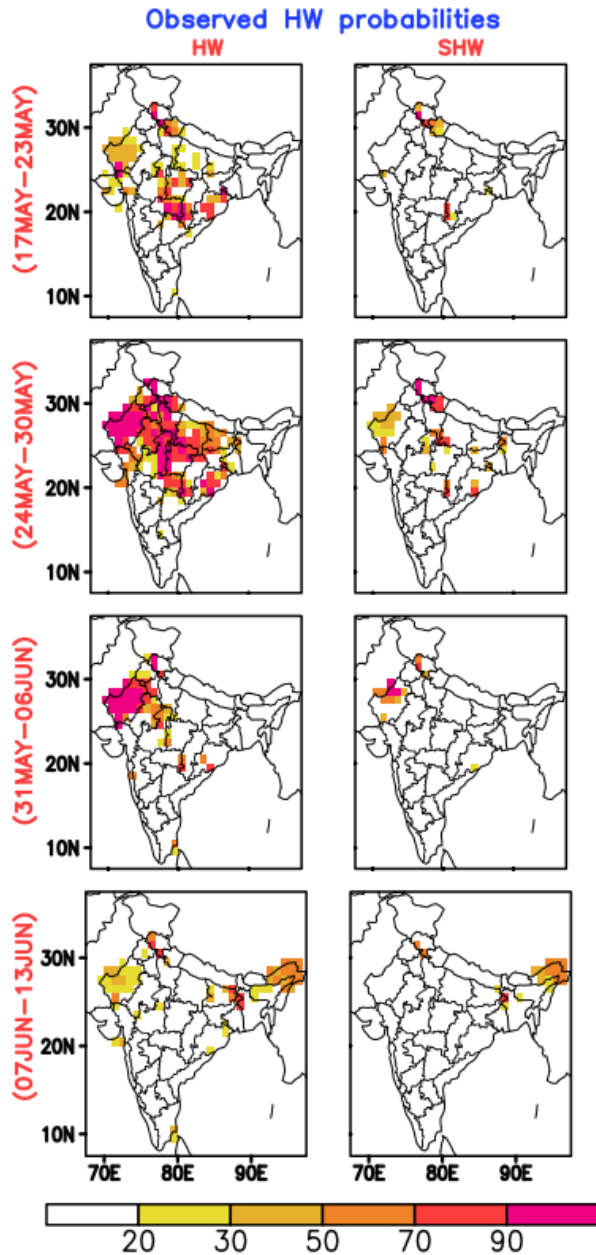 Observed HW probabilities
HW SHW
(17MAY−23MAY)
30N
20N
10N
(24MAY−30MAY)
30N
20N
10N
(31MAY−06JUN)
30N
20N
10N
(07JUN−13JUN)
30N
20N
10N
70E 80E 90E 70E 80E 90E
20 30 50 70 90